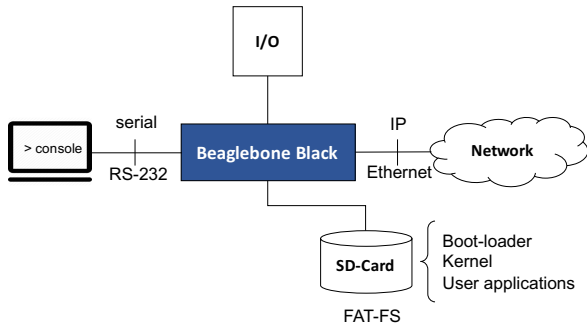 I/O
serial
IP
> console
Beaglebone Black
Network
RS-232
Ethernet
SD-Card
Boot-loader
Kernel
User applications
FAT-FS